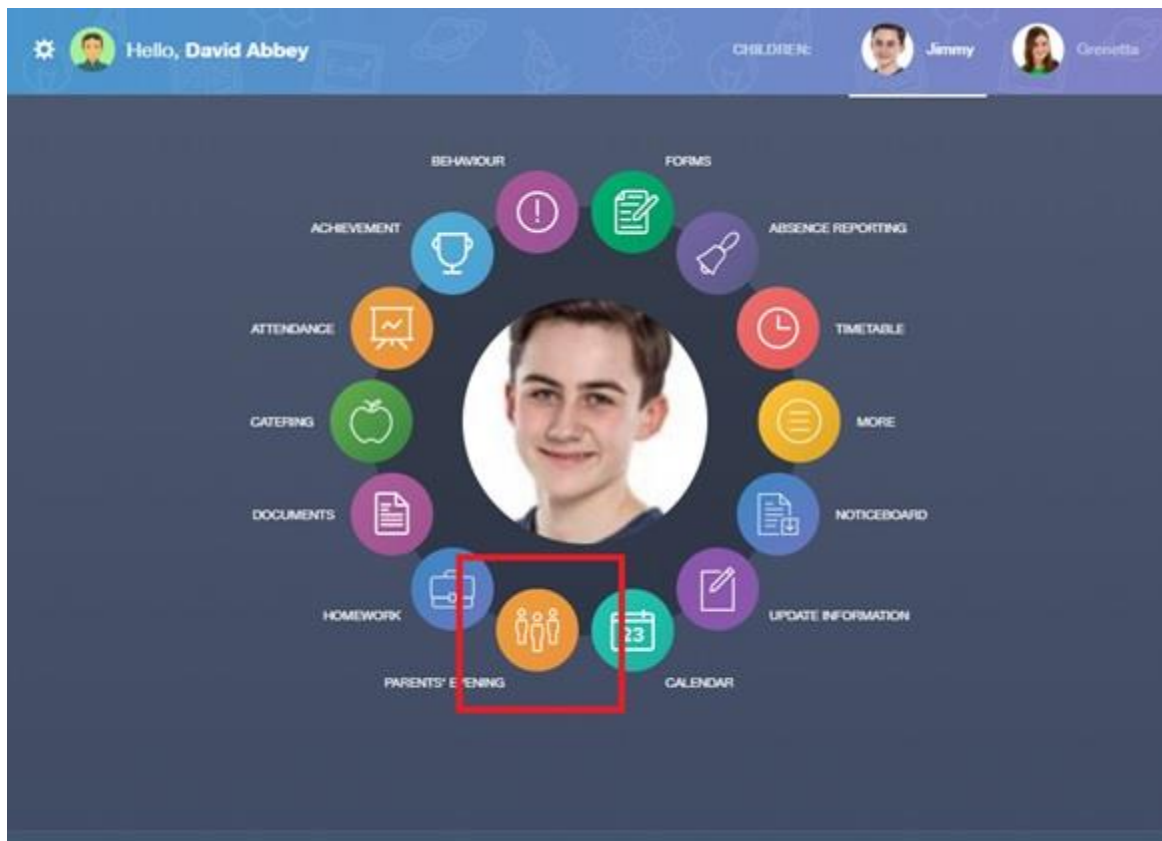 Hello, David Abbey
CHILDREN:
Jimmy
Grenetta
BEHAVIOUR
FORMS
ACHIEVEMENT
ABSENCE REPORTING
ATTENDANCE
TIMETABLE
CATERING
MORE
DOCUMENTS
NOTICEBOARD
HOMEWORK
UPDATE INFORMATION
23
PARENTS' EVENING
CALENDAR